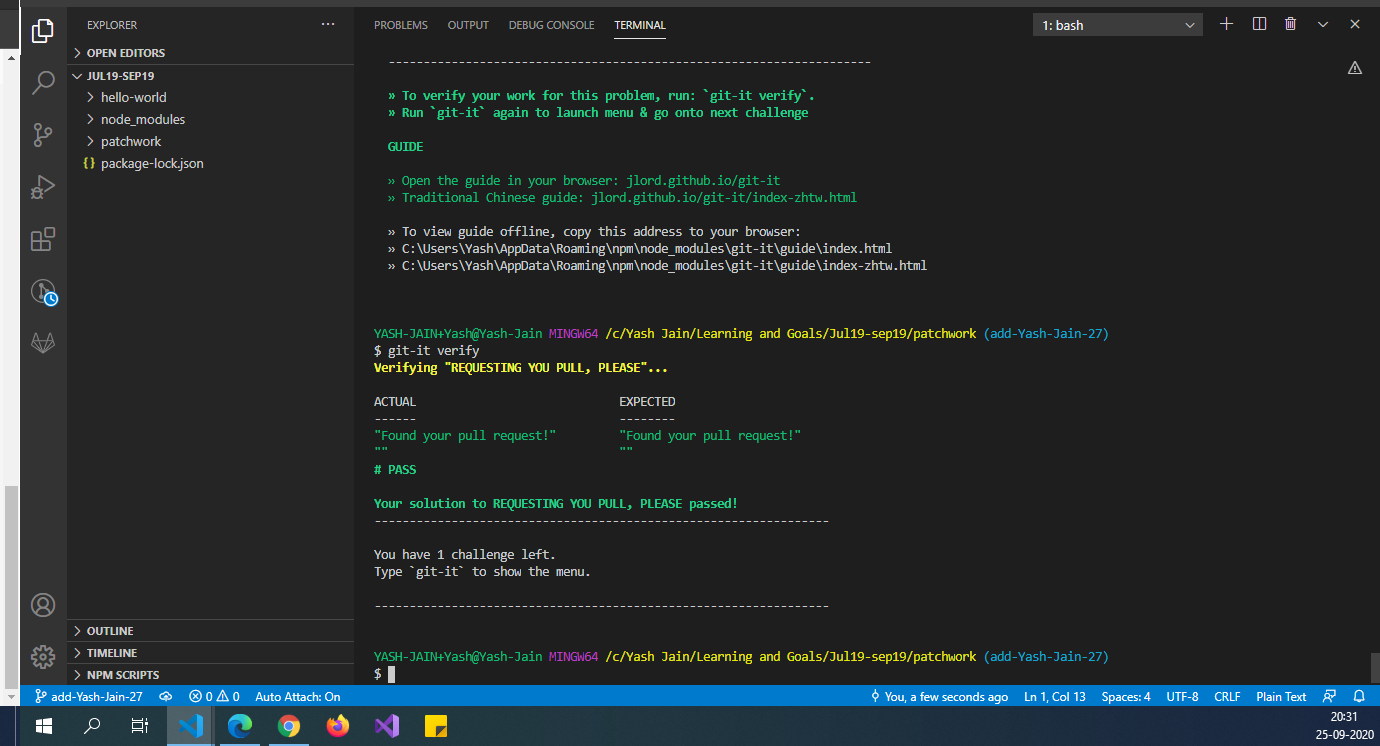 EXPLORER
OPEN EDITORS
JUL19-SEP19
hello-world
node_modules
patchwork
{} package-lock.json
OUTLINE
TIMELINE
NPM SCRIPTS
PROBLEMS OUTPUT DEBUG CONSOLE TERMINAL 1: bash
---------------------------------------------------------------------
» To verify your work for this problem, run: `git-it verify`.
» Run `git-it` again to launch menu & go onto next challenge
GUIDE
» Open the guide in your browser: jlord.github.io/git-it
» Traditional Chinese guide: jlord.github.io/git-it/index-zhtw.html
» To view guide offline, copy this address to your browser:
» C:\Users\Yash\AppData\Roaming\npm\node_modules\git-it\guide\index.html
» C:\Users\Yash\AppData\Roaming\npm\node_modules\git-it\guide\index-zhtw.html
YASH-JAIN+Yash@Yash-Jain MINGW64 /c/Yash Jain/Learning and Goals/Jul19-sep19/patchwork (add-Yash-Jain-27)
$ git-it verify
Verifying "REQUESTING YOU PULL, PLEASE"...
ACTUAL EXPECTED
------ --------
"Found your pull request!" "Found your pull request!"
"" ""
# PASS
Your solution to REQUESTING YOU PULL, PLEASE passed!
-----------------------------------------------------------------
You have 1 challenge left.
Type `git-it` to show the menu.
-----------------------------------------------------------------
YASH-JAIN+Yash@Yash-Jain MINGW64 /c/Yash Jain/Learning and Goals/Jul19-sep19/patchwork (add-Yash-Jain-27)
$
add-Yash-Jain-27 0 0 Auto Attach: On You, a few seconds ago Ln 1, Col 13 Spaces: 4 UTF-8 CRLF Plain Text
20:31
25-09-2020